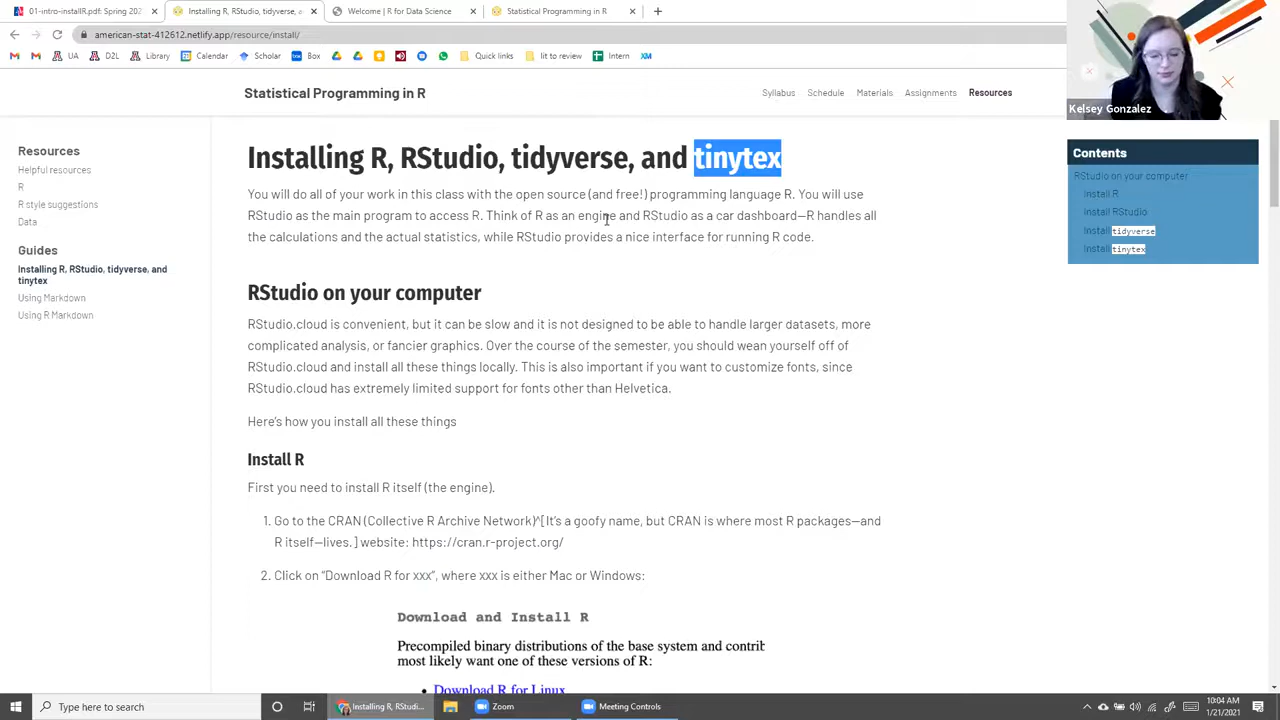 01-intro-installR.pdf: Spring 202
Installing R, RStudio, tidyverse, an
Welcome | R for Data Science
Statistical Programming in R
american-stat-412612.netlify.app/resource/install/
UA
D2L
Library
Calendar
Scholar
Box
Quick links
lit to review
Intern
Kelsey Gonzalez
Statistical Programming in R
Syllabus
Schedule
Materials
Assignments
Resources
Resources
Helpful resources
R
R style suggestions
Data
Guides
Installing R, RStudio, tidyverse, and
tinytex
Using Markdown
Using R Markdown
Installing R, RStudio, tidyverse, and tinytex
You will do all of your work in this class with the open source (and free!) programming language R. You will use
RStudio as the main program to access R. Think of R as an engine and RStudio as a car dashboard—R handles all
the calculations and the actual statistics, while RStudio provides a nice interface for running R code.
RStudio on your computer
RStudio.cloud is convenient, but it can be slow and it is not designed to be able to handle larger datasets, more
complicated analysis, or fancier graphics. Over the course of the semester, you should wean yourself off of
RStudio.cloud and install all these things locally. This is also important if you want to customize fonts, since
RStudio.cloud has extremely limited support for fonts other than Helvetica.
Here's how you install all these things
Install R
First you need to install R itself (the engine).
1. Go to the CRAN (Collective R Archive Network)^[It's a goofy name, but CRAN is where most R packages—and
R itself—lives.] website: https://cran.r-project.org/
2. Click on "Download R for xxx", where xxx is either Mac or Windows:
Download and Install R
Precompiled binary distributions of the base system and contrib
most likely want one of these versions of R:
• Download R for Linux
Contents
RStudio on your computer
Install R
Install RStudio
Install tidyverse
Install tinytex
Type here to search
Installing R, RStudi...
Zoom
Meeting Controls
10:04 AM
1/21/2021